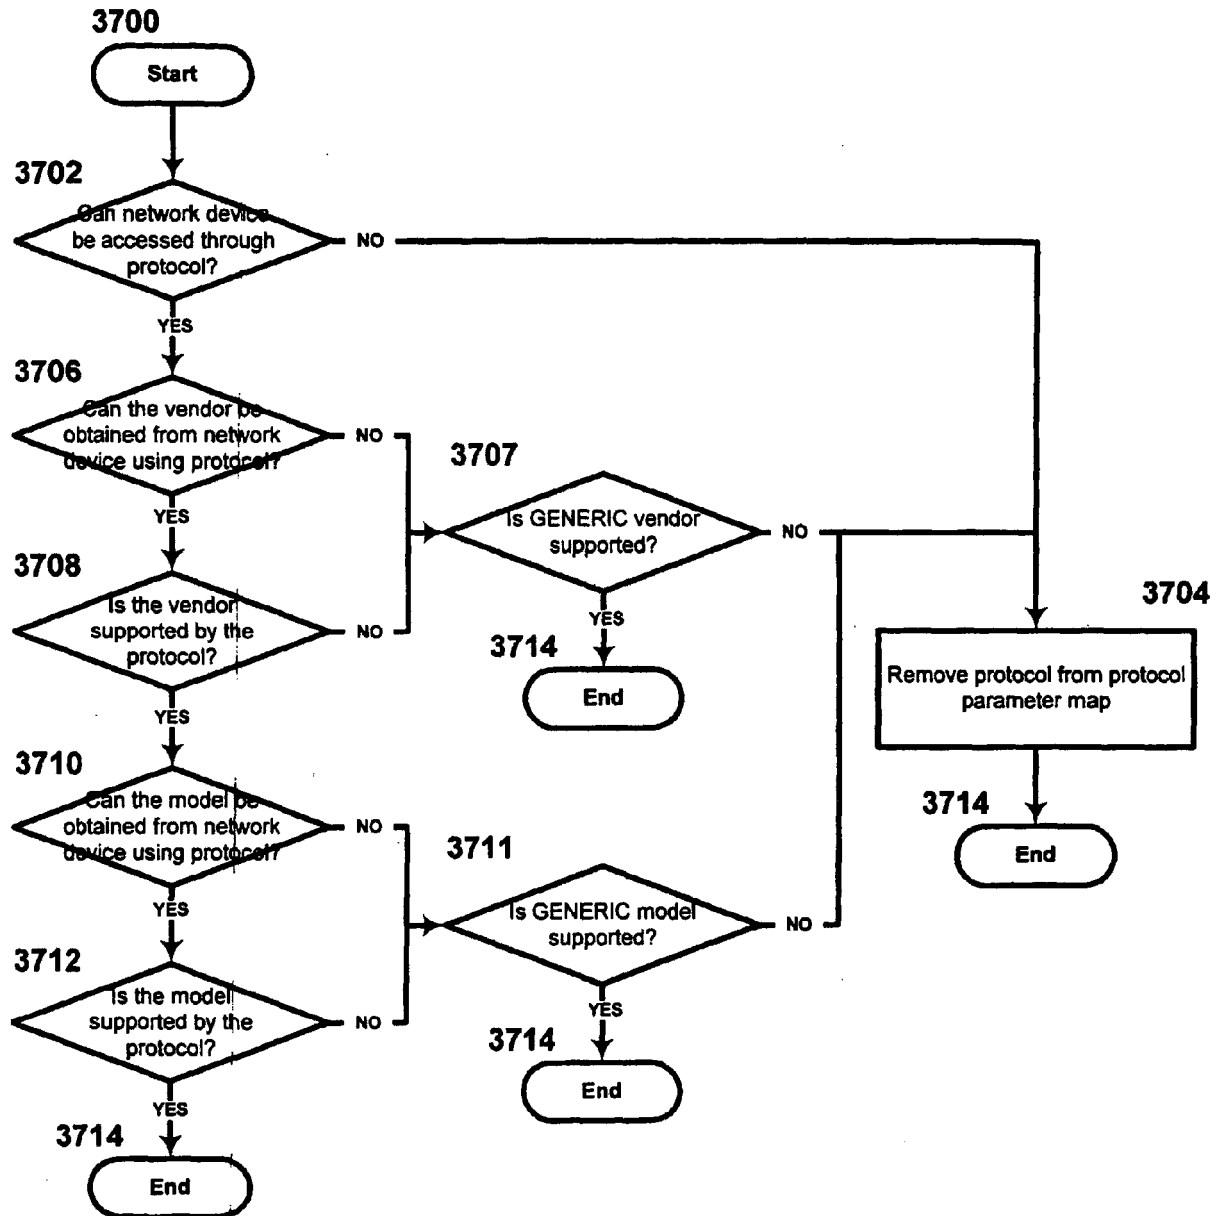 3700
Start
3702
Can network device
be accessed through
protocol?
NO
YES
3706
Can the vendor be
obtained from network
device using protocol?
NO
YES
3707
Is GENERIC vendor
supported?
NO
YES
3714
End
3708
Is the vendor
supported by the
protocol?
NO
YES
3704
Remove protocol from protocol
parameter map
3714
End
3710
Can the model be
obtained from network
device using protocol?
NO
YES
3711
Is GENERIC model
supported?
NO
YES
3714
End
3712
Is the model
supported by the
protocol?
NO
YES
3714
End